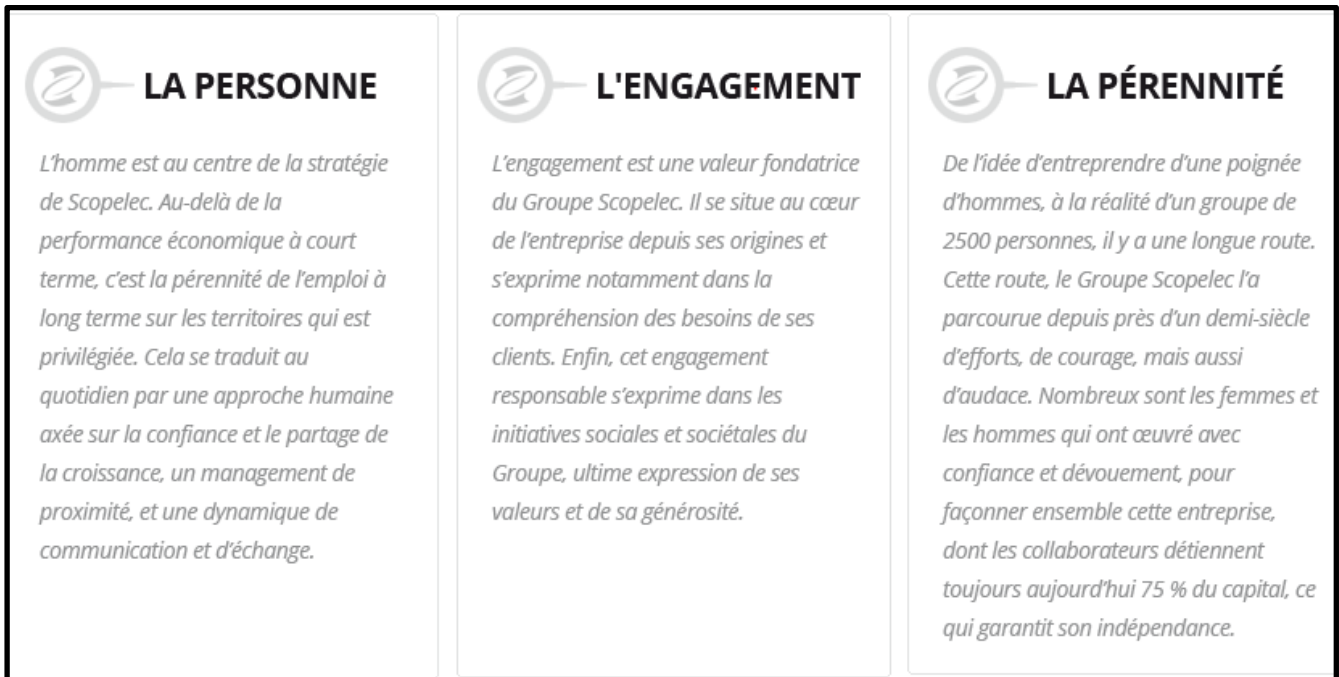 LA PERSONNE
L'homme est au centre de la stratégie
de Scopelec. Au-delà de la
performance économique à court
terme, c'est la pérennité de l'emploi à
long terme sur les territoires qui est
privilégiée. Cela se traduit au
quotidien par une approche humaine
axée sur la confiance et le partage de
la croissance, un management de
proximité, et une dynamique de
communication et d'échange.
L'ENGAGEMENT
L'engagement est une valeur fondatrice
du Groupe Scopelec. Il se situe au cœur
de l'entreprise depuis ses origines et
s'exprime notamment dans la
compréhension des besoins de ses
clients. Enfin, cet engagement
responsable s'exprime dans les
initiatives sociales et sociétales du
Groupe, ultime expression de ses
valeurs et de sa générosité.
LA PÉRENNITÉ
De l'idée d'entreprendre d'une poignée
d'hommes, à la réalité d'un groupe de
2500 personnes, il y a une longue route.
Cette route, le Groupe Scopelec l'a
parcourue depuis près d'un demi-siècle
d'efforts, de courage, mais aussi
d'audace. Nombreux sont les femmes et
les hommes qui ont œuvré avec
confiance et dévouement, pour
façonner ensemble cette entreprise,
dont les collaborateurs détiennent
toujours aujourd'hui 75 % du capital, ce
qui garantit son indépendance.